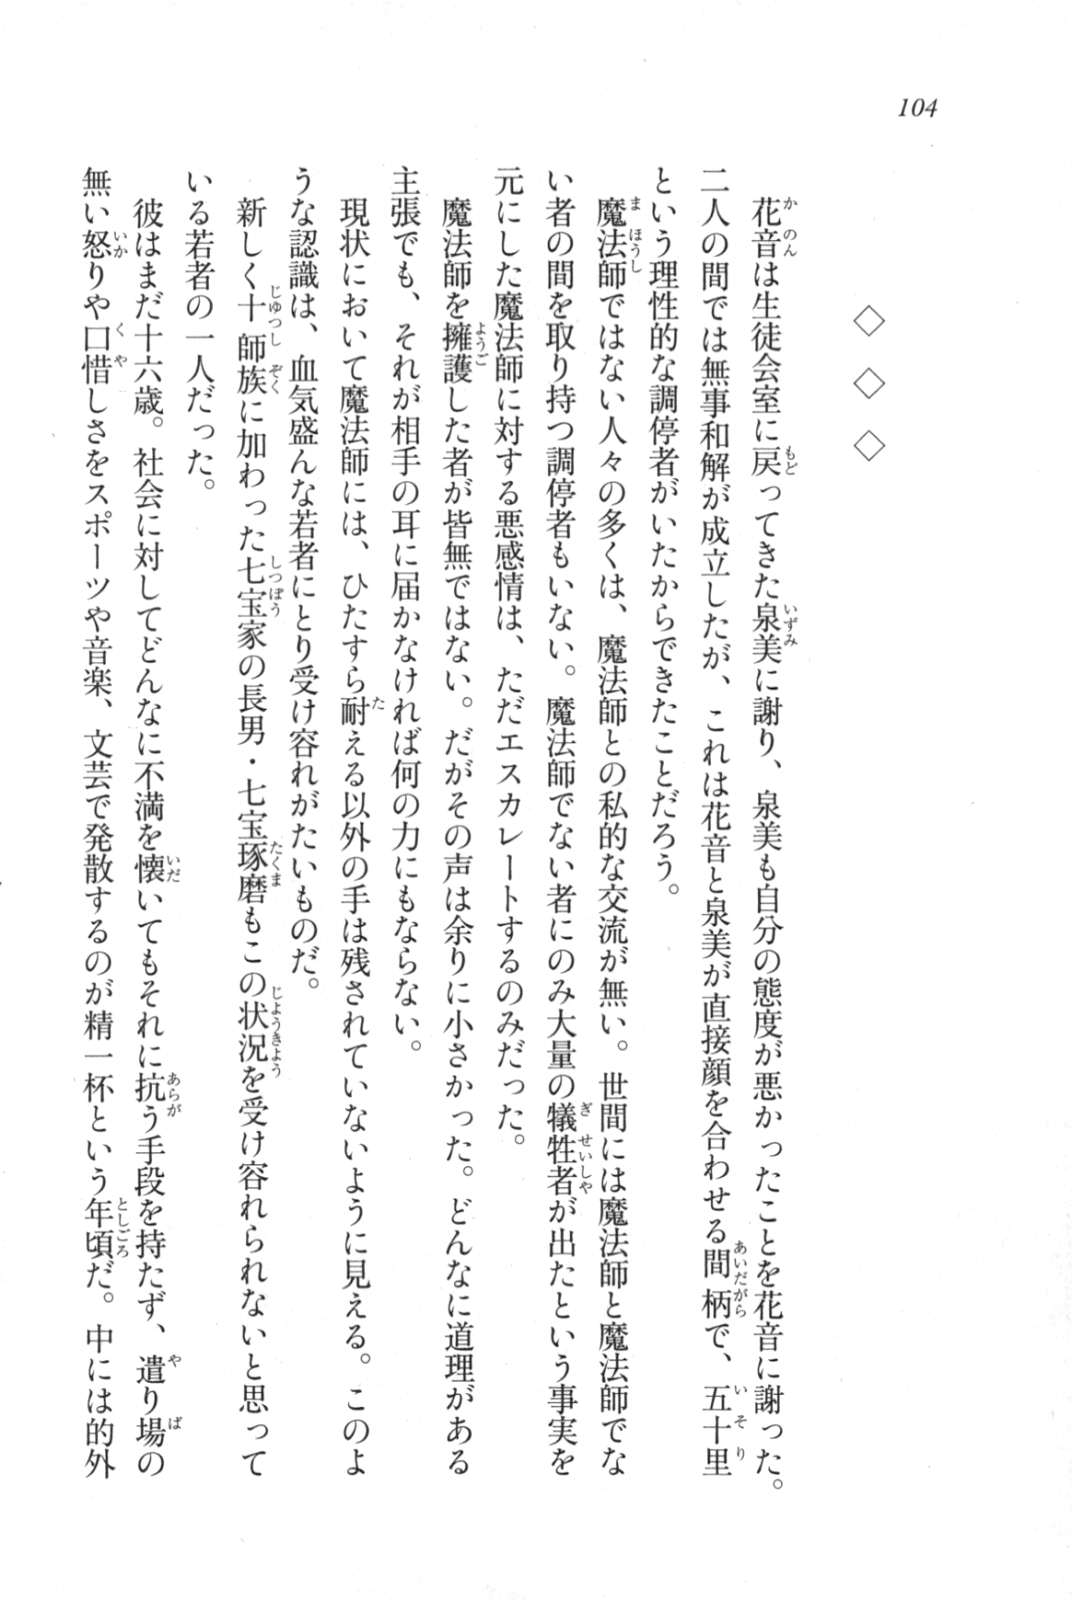 104
◇ ◇ ◇
花音は生徒会室に戻ってきた泉美に謝り、泉美も自分の態度が悪かったことを花音に謝った。
二人の間では無事和解が成立したが、これは花音と泉美が直接顔を合わせる間柄で、五十里
という理性的な調停者がいたからできたことだろう。
魔法師ではない人々の多くは、魔法師との私的な交流が無い。世間には魔法師と魔法師でな
い者の間を取り持つ調停者もいない。魔法師でない者にのみ大量の犠牲者が出たという事実を
元にした魔法師に対する悪感情は、ただエスカレートするのみだった。
魔法師を擁護した者が皆無ではない。だがその声は余りに小さかった。どんなに道理がある
主張でも、それが相手の耳に届かなければ何の力にもならない。
現状において魔法師には、ひたすら耐える以外の手は残されていないように見える。このよ
うな認識は、血気盛んな若者にとり受け容れがたいものだ。
新しく十師族に加わった七宝家の長男・七宝琢磨もこの状況を受け容れられないと思って
いる若者の一人だった。
彼はまだ十六歳。社会に対してどんなに不満を懐いてもそれに抗う手段を持たず、遣り場の
無い怒りや口惜しさをスポーツや音楽、文芸で発散するのが精一杯という年頃だ。中には的外